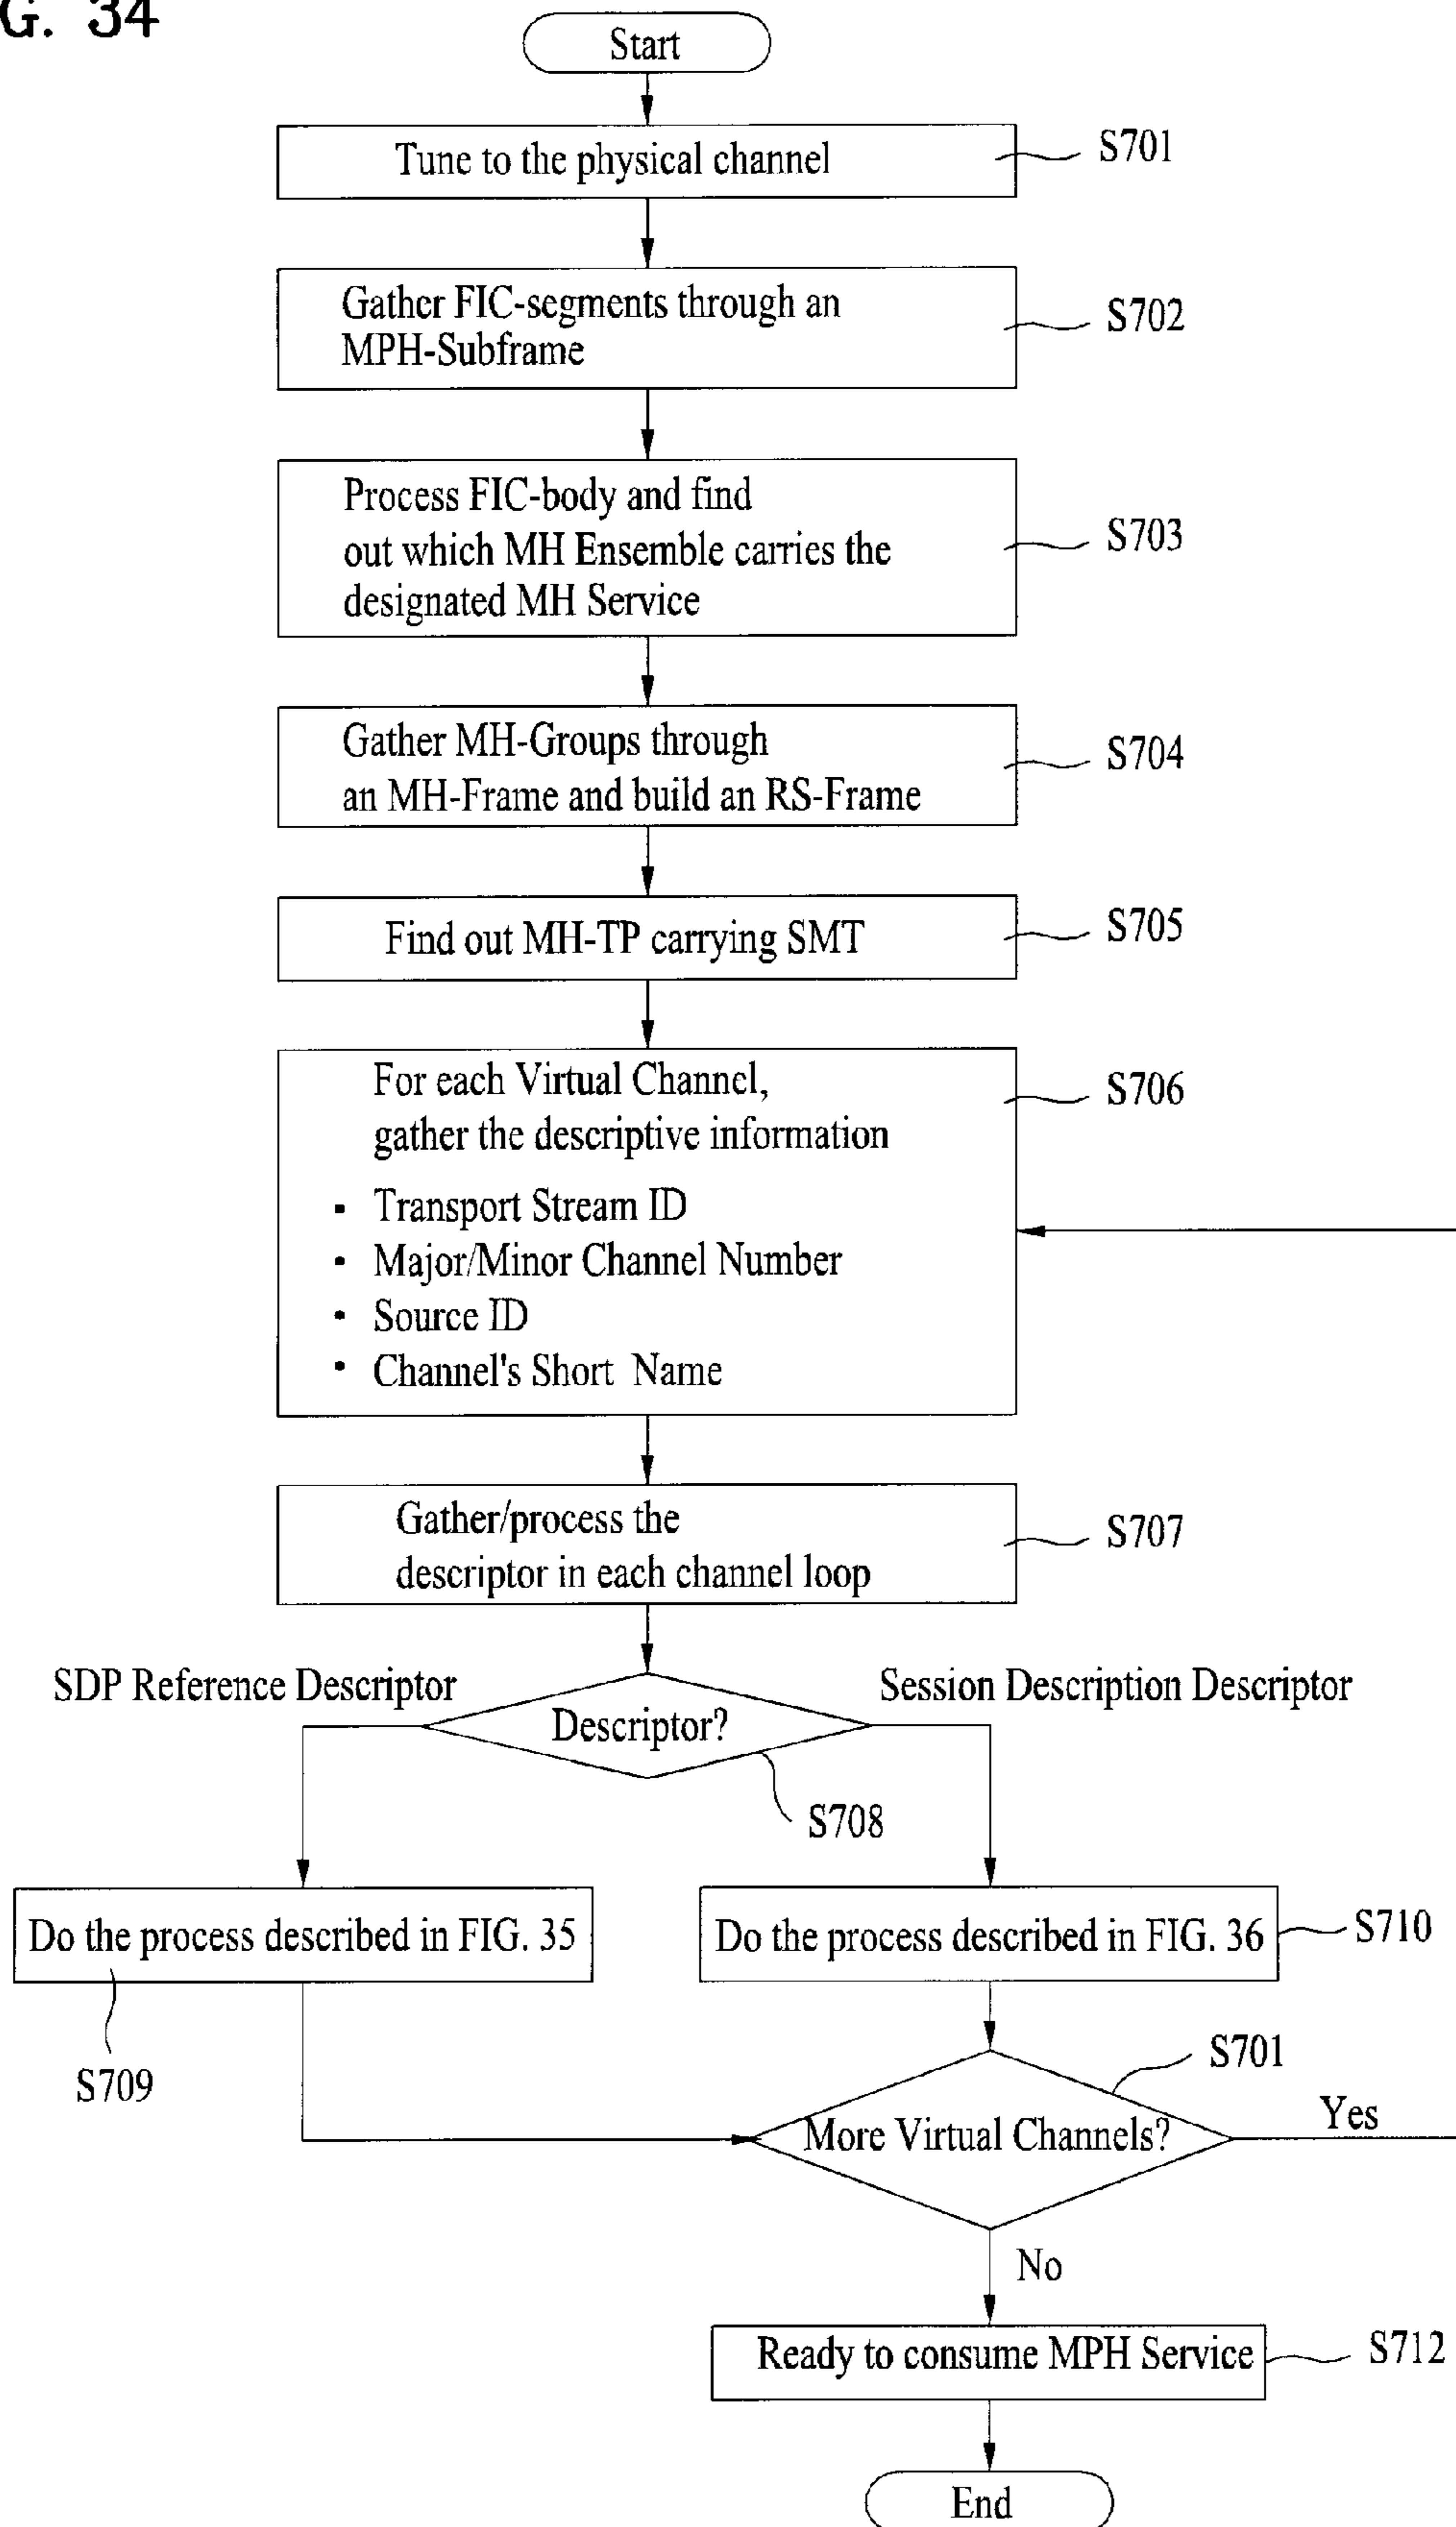 G. 34
Start
Tune to the physical channel
S701
Gather FIC-segments through an
MPH-Subframe
S702
Process FIC-body and find
out which MH Ensemble carries the
designated MH Service
S703
Gather MH-Groups through
an MH-Frame and build an RS-Frame
S704
Find out MH-TP carrying SMT
S705
For each Virtual Channel,
gather the descriptive information
▪ Transport Stream ID
▪ Major/Minor Channel Number
▪ Source ID
▪ Channel's Short Name
S706
Gather/process the
descriptor in each channel loop
S707
SDP Reference Descriptor
Session Description Descriptor
Descriptor?
S708
Do the process described in FIG. 35
S709
Do the process described in FIG. 36
S710
S701
More Virtual Channels?
Yes
No
Ready to consume MPH Service
S712
End